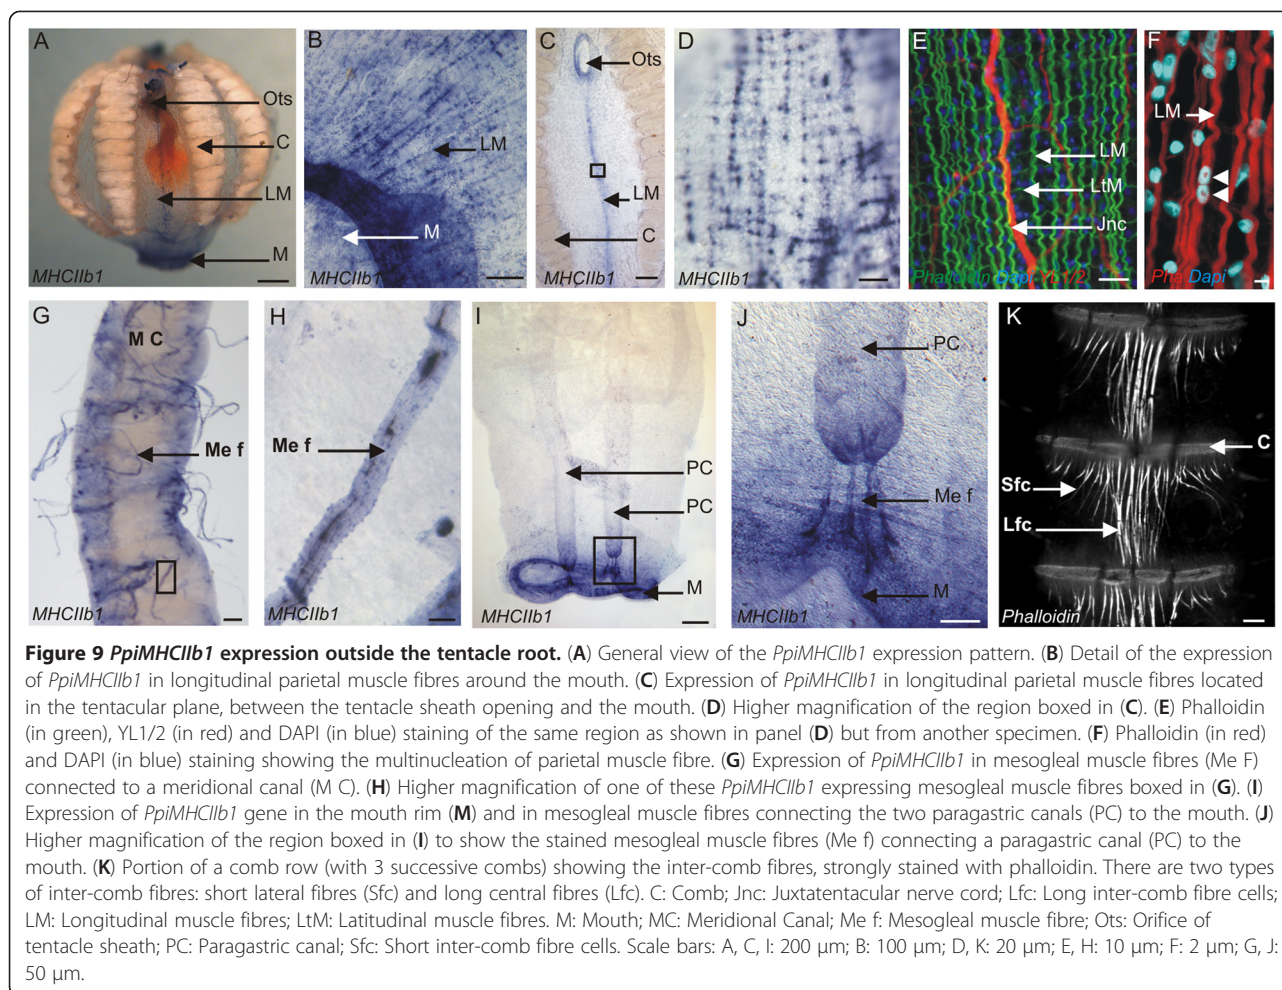 A
Ots
C
LM
M
MHCIIb1
B
LM
M
MHCIIb1
C
Ots
LM
C
MHCIIb1
D
MHCIIb1
E
LM
LtM
Jnc
Phalloidin Dapi YL1/2
F
LM
Pha Dapi
G
M C
Me f
MHCIIb1
H
Me f
MHCIIb1
I
PC
PC
M
MHCIIb1
J
PC
Me f
M
MHCIIb1
K
C
Sfc
Lfc
Phalloidin
Figure 9 PpiMHCIIb1 expression outside the tentacle root. (A) General view of the PpiMHCIIb1 expression pattern. (B) Detail of the expression
of PpiMHCIIb1 in longitudinal parietal muscle fibres around the mouth. (C) Expression of PpiMHCIIb1 in longitudinal parietal muscle fibres located
in the tentacular plane, between the tentacle sheath opening and the mouth. (D) Higher magnification of the region boxed in (C). (E) Phalloidin
(in green), YL1/2 (in red) and DAPI (in blue) staining of the same region as shown in panel (D) but from another specimen. (F) Phalloidin (in red)
and DAPI (in blue) staining showing the multinucleation of parietal muscle fibre. (G) Expression of PpiMHCIIb1 in mesogleal muscle fibres (Me F)
connected to a meridional canal (M C). (H) Higher magnification of one of these PpiMHCIIb1 expressing mesogleal muscle fibres boxed in (G). (I)
Expression of PpiMHCIIb1 gene in the mouth rim (M) and in mesogleal muscle fibres connecting the two paragastric canals (PC) to the mouth. (J)
Higher magnification of the region boxed in (I) to show the stained mesogleal muscle fibres (Me f) connecting a paragastric canal (PC) to the
mouth. (K) Portion of a comb row (with 3 successive combs) showing the inter-comb fibres, strongly stained with phalloidin. There are two types
of inter-comb fibres: short lateral fibres (Sfc) and long central fibres (Lfc). C: Comb; Jnc: Juxtatentacular nerve cord; Lfc: Long inter-comb fibre cells;
LM: Longitudinal muscle fibres; LtM: Latitudinal muscle fibres. M: Mouth; MC: Meridional Canal; Me f: Mesogleal muscle fibre; Ots: Orifice of
tentacle sheath; PC: Paragastric canal; Sfc: Short inter-comb fibre cells. Scale bars: A, C, I: 200 μm; B: 100 μm; D, K: 20 μm; E, H: 10 μm; F: 2 μm; G, J:
50 μm.